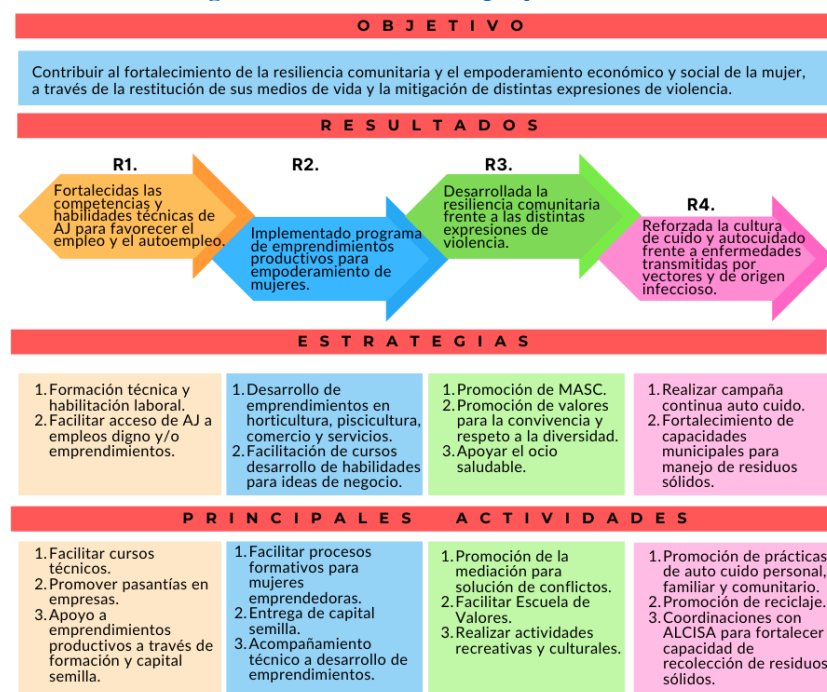 OBJETIVO
Contribuir al fortalecimiento de la resiliencia comunitaria y el empoderamiento económico y social de la mujer,
a través de la restitución de sus medios de vida y la mitigación de distintas expresiones de violencia.
RESULTADOS
R1.
Fortalecidas las
competencias y
habilidades técnicas de
AJ para favorecer el
empleo y el autoempleo.
R2.
Implementado programa
de emprendimientos
productivos para
empoderamiento de
mujeres.
R3.
Desarrollada la
resiliencia comunitaria
frente a las distintas
expresiones de
violencia.
R4.
Reforzada la cultura
de cuido y autocuidado
frente a enfermedades
transmitidas por
vectores y de origen
infeccioso.
ESTRATEGIAS
1. Formación técnica y
habilitación laboral.
2. Facilitar acceso de AJ a
empleos digno y/o
emprendimientos.
1. Desarrollo de
emprendimientos en
horticultura, piscicultura,
comercio y servicios.
2. Facilitación de cursos
desarrollo de habilidades
para ideas de negocio.
1. Promoción de MASC.
2. Promoción de valores
para la convivencia y
respeto a la diversidad.
3. Apoyar el ocio
saludable.
1. Realizar campaña
continua auto cuido.
2. Fortalecimiento de
capacidades
municipales para
manejo de residuos
sólidos.
PRINCIPALES ACTIVIDADES
1. Facilitar cursos
técnicos.
2. Promover pasantías en
empresas.
3. Apoyo a
emprendimientos
productivos a través de
formación y capital
semilla.
1. Facilitar procesos
formativos para
mujeres
emprendedoras.
2. Entrega de capital
semilla.
3. Acompañamiento
técnico a desarrollo de
emprendimientos.
1. Promoción de la
mediación para
solución de conflictos.
2. Facilitar Escuela de
Valores.
3. Realizar actividades
recreativas y culturales.
1. Promoción de prácticas
de auto cuido personal,
familiar y comunitario.
2. Promoción de reciclaje.
3. Coordinaciones con
ALCISA para fortalecer
capacidad de
recolección de residuos
sólidos.